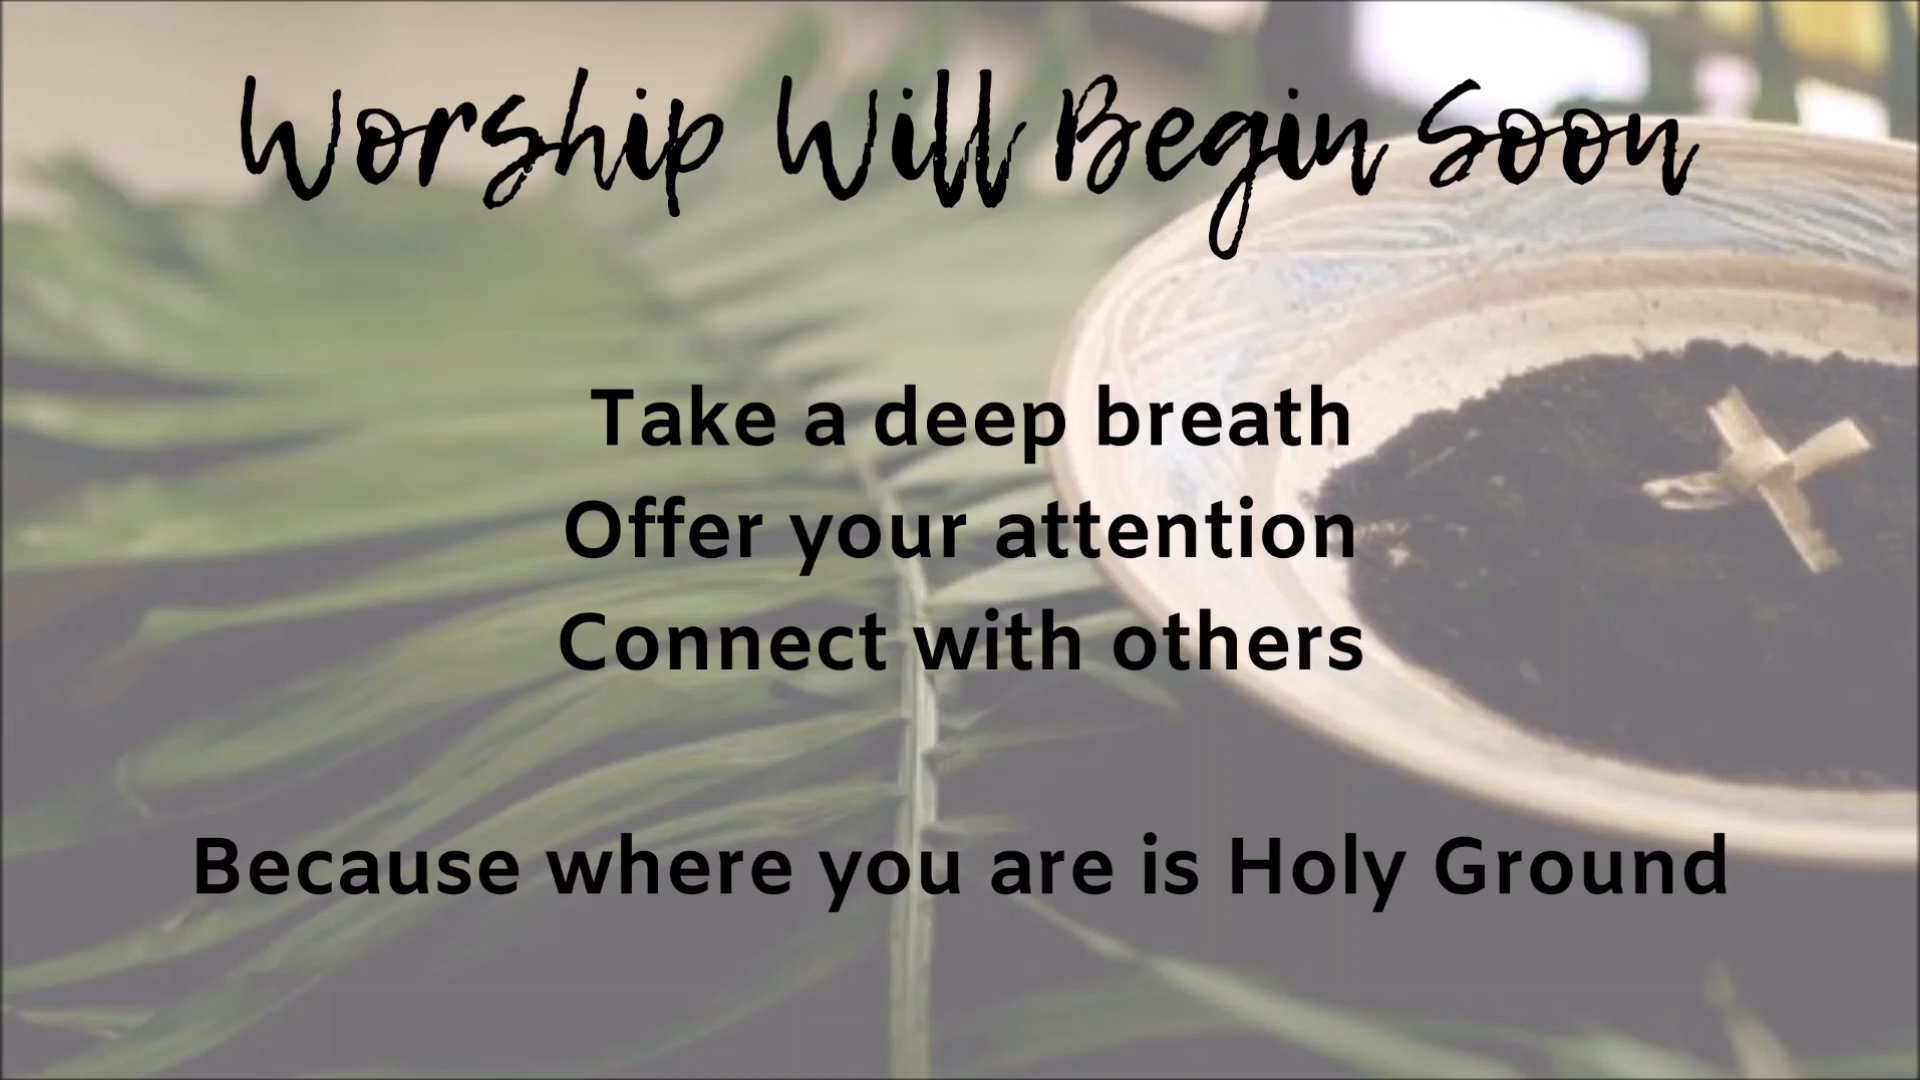 Worship Will Begin Soon
Take a deep breath
Offer your attention
Connect with others
Because where you are is Holy Ground